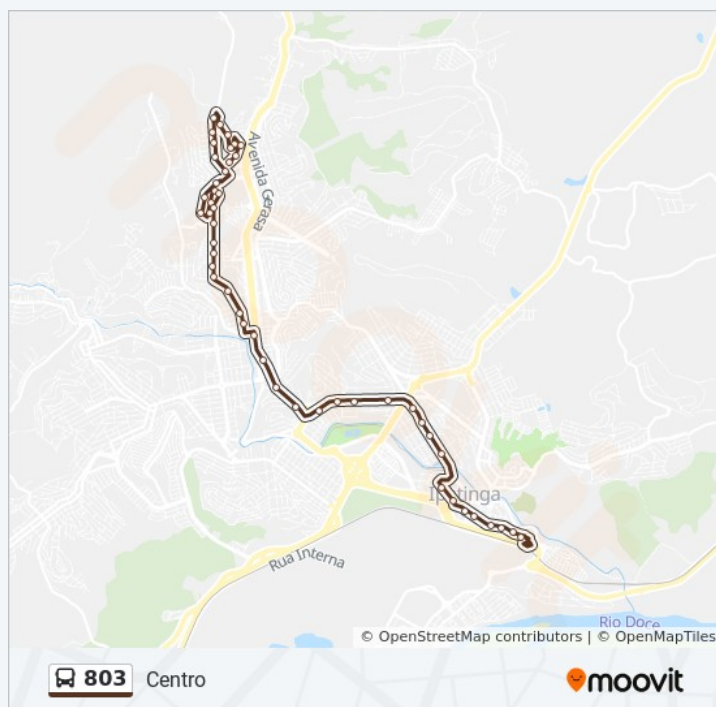 Avenida Gerasa
Ipatinga
Rua Interna
Rio Doce
© OpenStreetMap contributors | © OpenMapTiles
803 Centro
moovit